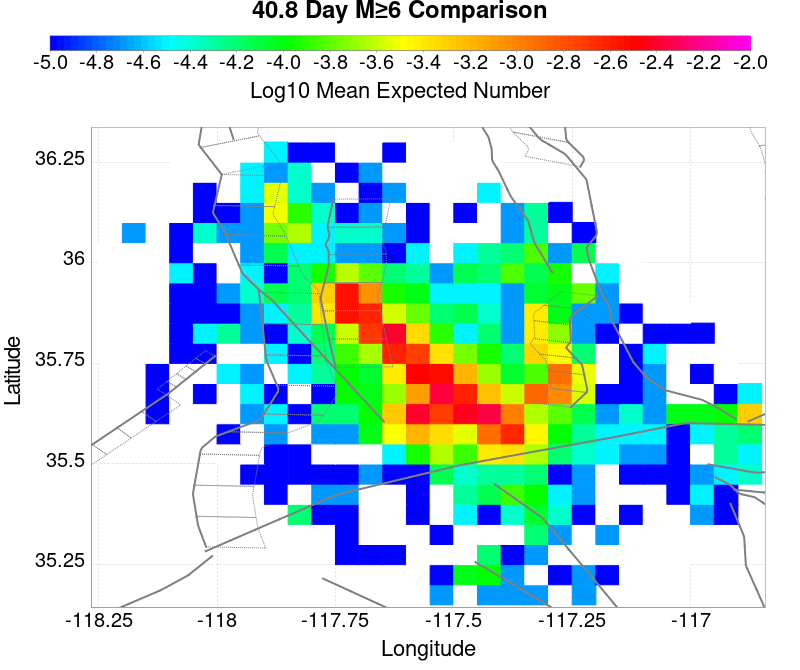 40.8 Day M≥6 Comparison
-5.0 -4.8 -4.6 -4.4 -4.2 -4.0 -3.8 -3.6 -3.4 -3.2 -3.0 -2.8 -2.6 -2.4 -2.2 -2.0
Log10 Mean Expected Number
36.25
36
35.75
35.5
35.25
Latitude
-118.25 -118 -117.75 -117.5 -117.25 -117
Longitude